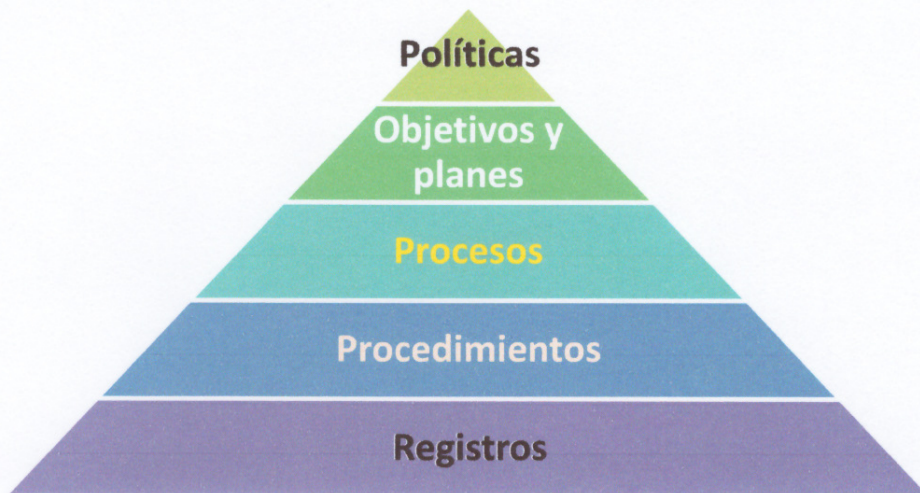 Políticas
Objetivos y
planes
Procesos
Procedimientos
Registros